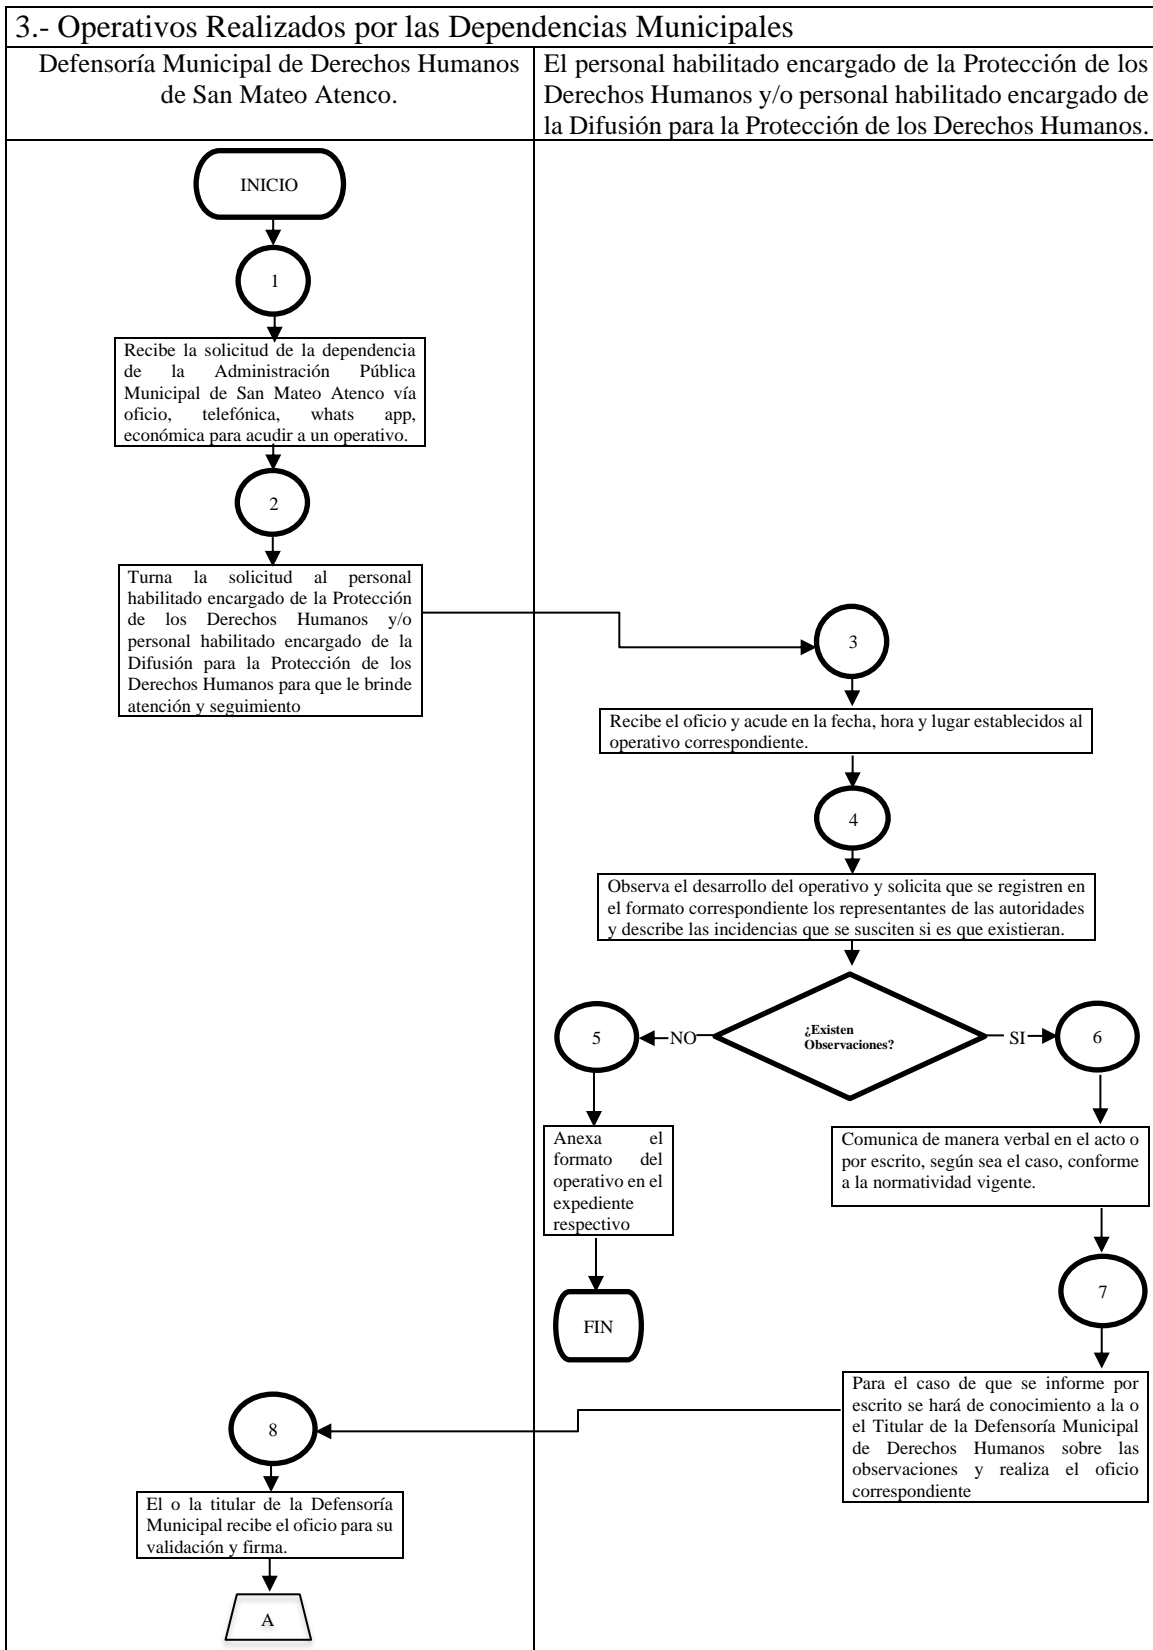 3.- Operativos Realizados por las Dependencias Municipales
Defensoría Municipal de Derechos Humanos
de San Mateo Atenco.
El personal habilitado encargado de la Protección de los
Derechos Humanos y/o personal habilitado encargado de
la Difusión para la Protección de los Derechos Humanos.
INICIO
1
Recibe la solicitud de la dependencia
de la Administración Pública
Municipal de San Mateo Atenco vía
oficio, telefónica, whats app,
económica para acudir a un operativo.
2
Turna la solicitud al personal
habilitado encargado de la Protección
de los Derechos Humanos y/o
personal habilitado encargado de la
Difusión para la Protección de los
Derechos Humanos para que le brinde
atención y seguimiento
3
Recibe el oficio y acude en la fecha, hora y lugar establecidos al
operativo correspondiente.
4
Observa el desarrollo del operativo y solicita que se registren en
el formato correspondiente los representantes de las autoridades
y describe las incidencias que se susciten si es que existieran.
¿Existen
Observaciones?
NO
SI
5
6
Anexa el
formato del
operativo en el
expediente
respectivo
FIN
Comunica de manera verbal en el acto o
por escrito, según sea el caso, conforme
a la normatividad vigente.
7
Para el caso de que se informe por
escrito se hará de conocimiento a la o
el Titular de la Defensoría Municipal
de Derechos Humanos sobre las
observaciones y realiza el oficio
correspondiente
8
El o la titular de la Defensoría
Municipal recibe el oficio para su
validación y firma.
A